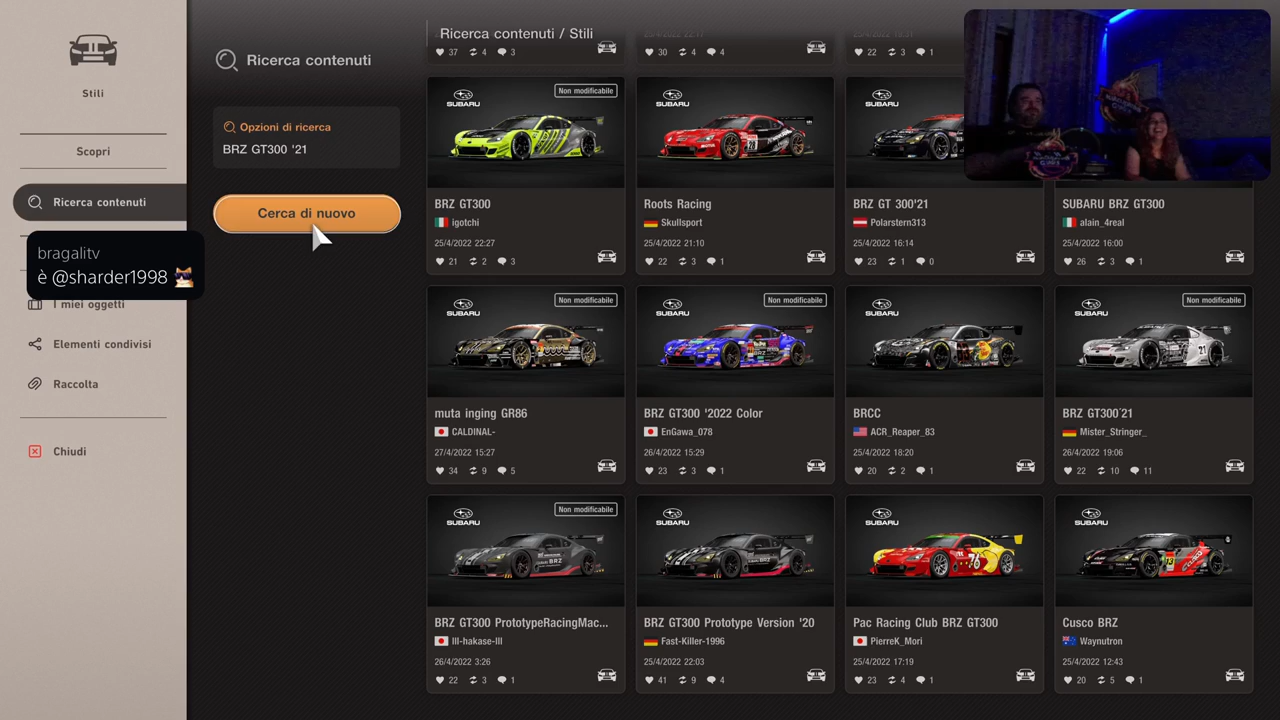 Stili
Scopri
Ricerca contenuti
bragalitv
è @sharder1998
I miei oggetti
Elementi condivisi
Raccolta
Chiudi
Ricerca contenuti
Opzioni di ricerca
BRZ GT300 '21
Cerca di nuovo
Ricerca contenuti / Stili
37 4 3
30 4 4
22 3 1
SUBARU
Non modificabile
BRZ GT300
igotchi
25/4/2022 22:27
21 2 3
SUBARU
Roots Racing
Skullsport
25/4/2022 21:10
22 3 1
SUBARU
BRZ GT 300'21
Polarstern313
25/4/2022 16:14
23 1 0
SUBARU BRZ GT300
alain_4real
25/4/2022 16:00
26 3 1
SUBARU
Non modificabile
muta inging GR86
CALDINAL-
27/4/2022 15:27
34 9 5
SUBARU
Non modificabile
BRZ GT300 '2022 Color
EnGawa_078
26/4/2022 15:29
23 3 1
SUBARU
BRCC
ACR_Reaper_83
25/4/2022 18:20
20 2 1
SUBARU
Non modificabile
BRZ GT300´21
Mister_Stringer_
26/4/2022 19:06
22 10 11
SUBARU
Non modificabile
BRZ GT300 PrototypeRacingMac...
III-hakase-III
26/4/2022 3:26
22 3 1
SUBARU
BRZ GT300 Prototype Version '20
Fast-Killer-1996
25/4/2022 22:03
41 9 4
SUBARU
76
Pac Racing Club BRZ GT300
PierreK_Mori
25/4/2022 17:19
23 4 1
SUBARU
Cusco BRZ
Waynutron
25/4/2022 12:43
20 5 1